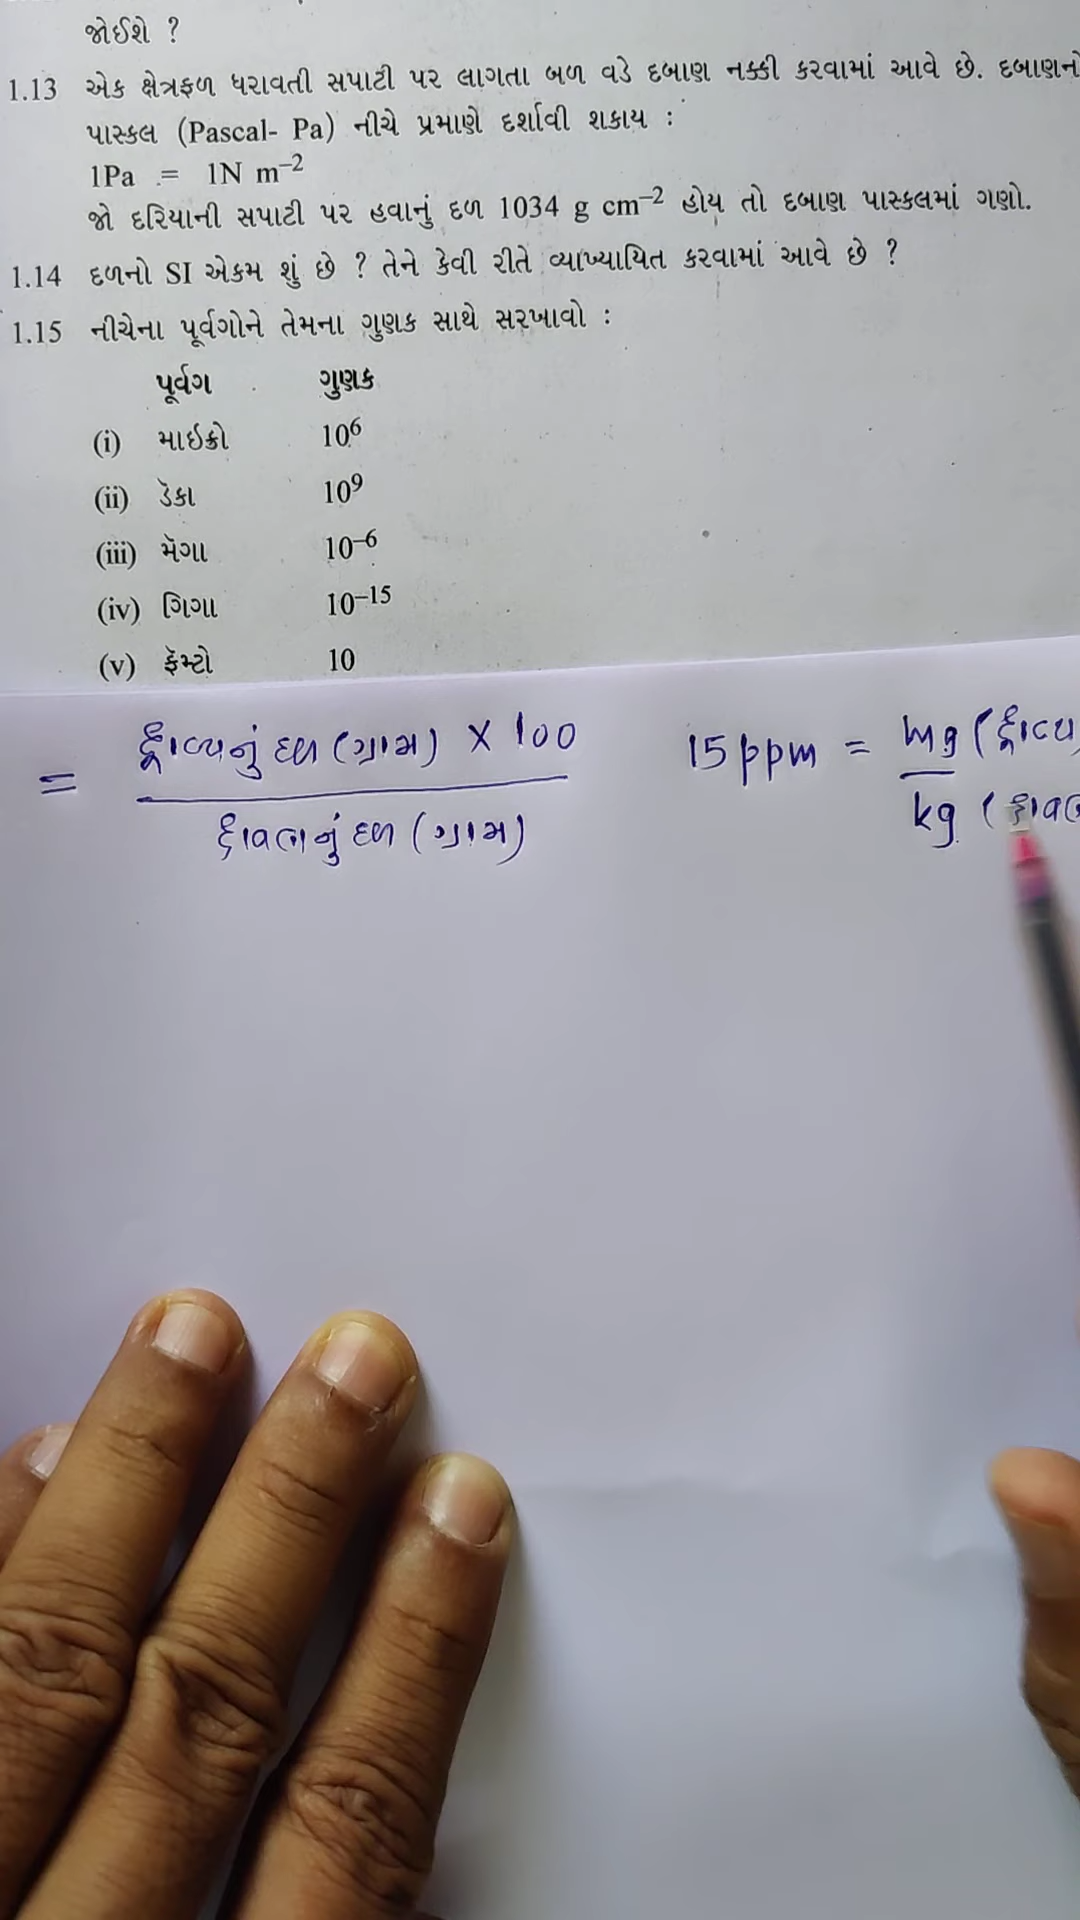 જોઈશે ?
1.13 એક ક્ષેત્રફળ ધરાવતી સપાટી પર લાગતા બળ વડે દબાણ નક્કી કરવામાં આવે છે. દબાણને
પાસ્કલ (Pascal- Pa) નીચે પ્રમાણે દર્શાવી શકાય :
1Pa = 1N m⁻²
જો દરિયાની સપાટી પર હવાનું દળ 1034 g cm⁻² હોય તો દબાણ પાસ્કલમાં ગણો.
1.14 દળનો SI એકમ શું છે ? તેને કેવી રીતે વ્યાખ્યાયિત કરવામાં આવે છે ?
1.15 નીચેના પૂર્વગોને તેમના ગુણક સાથે સરખાવો :
પૂર્વગ ગુણક
(i) માઇક્રો 10⁶
(ii) ડૅકા 10⁹
(iii) મૅગા 10⁻⁶
(iv) ગિગા 10⁻¹⁵
(v) ફૅમ્ટો 10
= દ્રાવ્યનું દળ (ગ્રામ) × 100
દ્રાવણનું દળ (ગ્રામ)
15 ppm = mg (દ્રાવ્ય
kg (